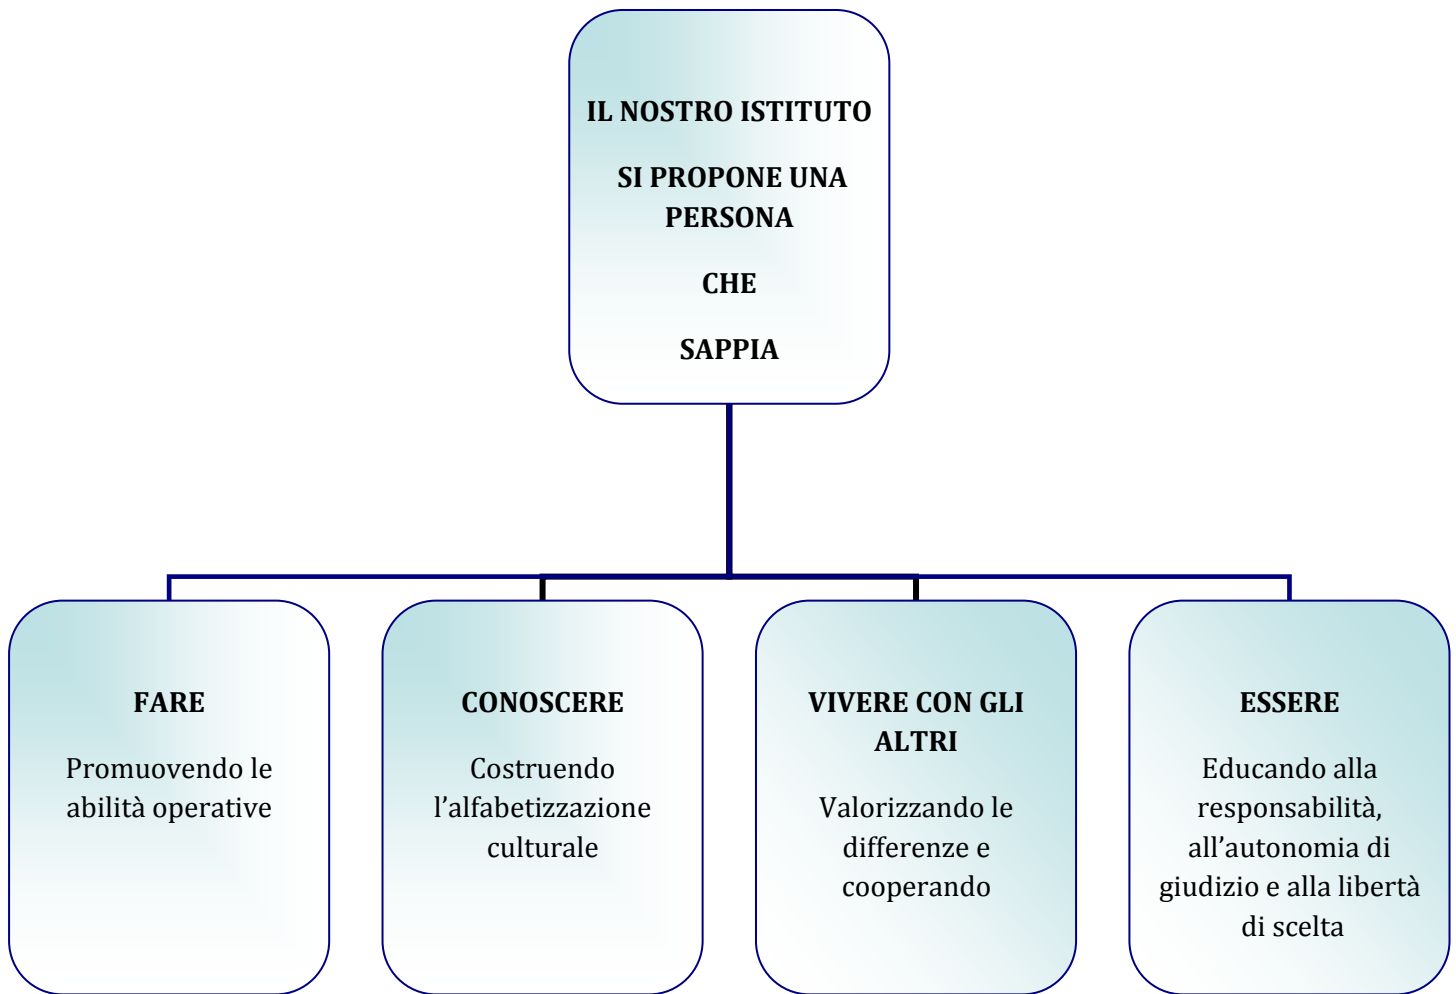 IL NOSTRO ISTITUTO
SI PROPONE UNA
PERSONA
CHE
SAPPIA
FARE
Promuovendo le
abilità operative
CONOSCERE
Costruendo
l’alfabetizzazione
culturale
VIVERE CON GLI
ALTRI
Valorizzando le
differenze e
cooperando
ESSERE
Educando alla
responsabilità,
all’autonomia di
giudizio e alla libertà
di scelta